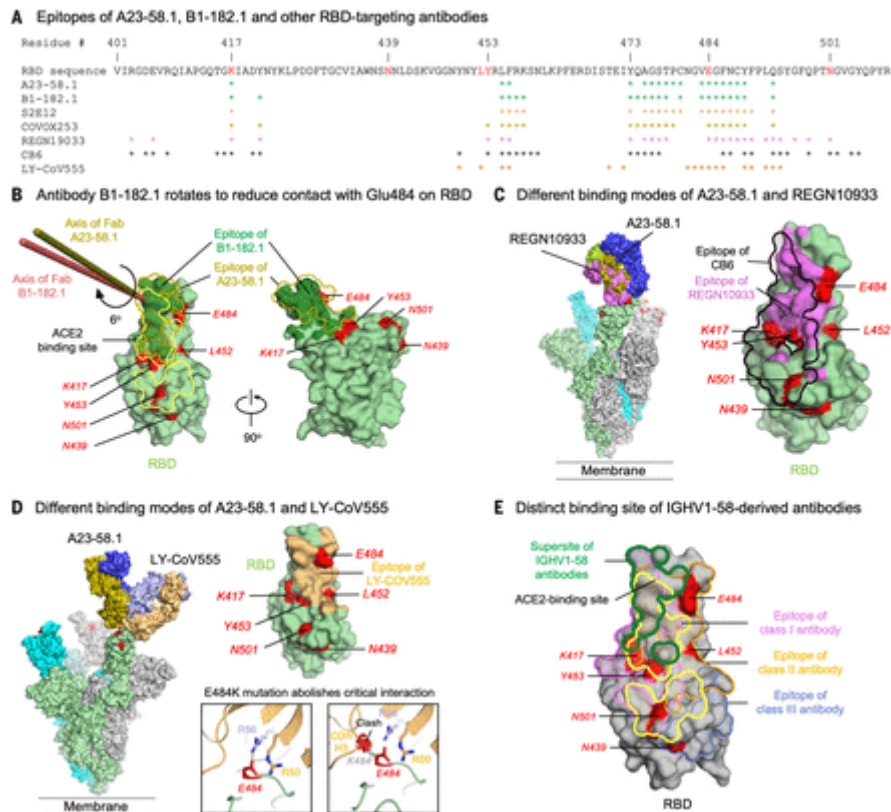 A Epitopes of A23-58.1, B1-182.1 and other RBD-targeting antibodies
Residue # 401 417 439 453 473 484 501
RBD sequence VIRGDEVRQIAPGQTGKIADYNYKLPDDFTGCVIAWNSNNLDSKVGGNYNYLYRLFRKSNLKPFERDISTEIYQAGSTPCNGVEGFNCYFPLQSYGFQPTNGVGYQPYR
A23-58.1
B1-182.1
S2E12
COVOX253
REGN19033
CB6
LY-CoV555
B Antibody B1-182.1 rotates to reduce contact with Glu484 on RBD
Axis of Fab
A23-58.1
Axis of Fab
B1-182.1
6°
Epitope of
B1-182.1
Epitope of
A23-58.1
E484
Y453
N501
ACE2
binding site
L452
K417
N439
K417
Y453
N501
N439
90°
RBD
C Different binding modes of A23-58.1 and REGN10933
A23-58.1
REGN10933
Epitope of
CB6
Epitope of
REGN10933
E484
K417
Y453
L452
N501
N439
Membrane
RBD
D Different binding modes of A23-58.1 and LY-CoV555
A23-58.1
LY-CoV555
RBD
E484
Epitope of
LY-COV555
K417
L452
Y453
N501
N439
E484K mutation abolishes critical interaction
R96
R50
E484
Clash
CDR
H3
K484
R50
E484
Membrane
E Distinct binding site of IGHV1-58-derived antibodies
Supersite of
IGHV1-58
antibodies
ACE2-binding site
E484
Epitope of
class I antibody
K417
L452
Y453
Epitope of
class II antibody
N501
Epitope of
class III antibody
N439
RBD